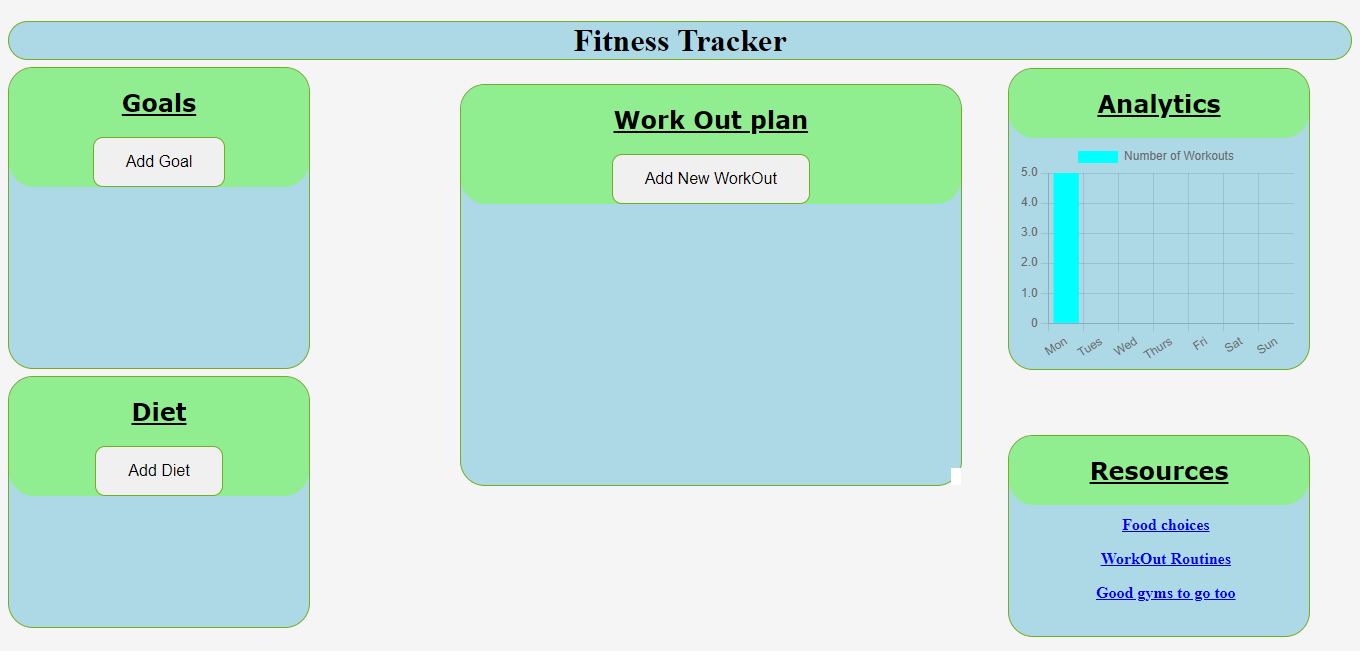 Fitness Tracker
Goals
Add Goal
Diet
Add Diet
Work Out plan
Add New WorkOut
Analytics
Number of Workouts
5.0
4.0
3.0
2.0
1.0
0
Mon Tues Wed Thurs Fri Sat Sun
Resources
Food choices
WorkOut Routines
Good gyms to go too